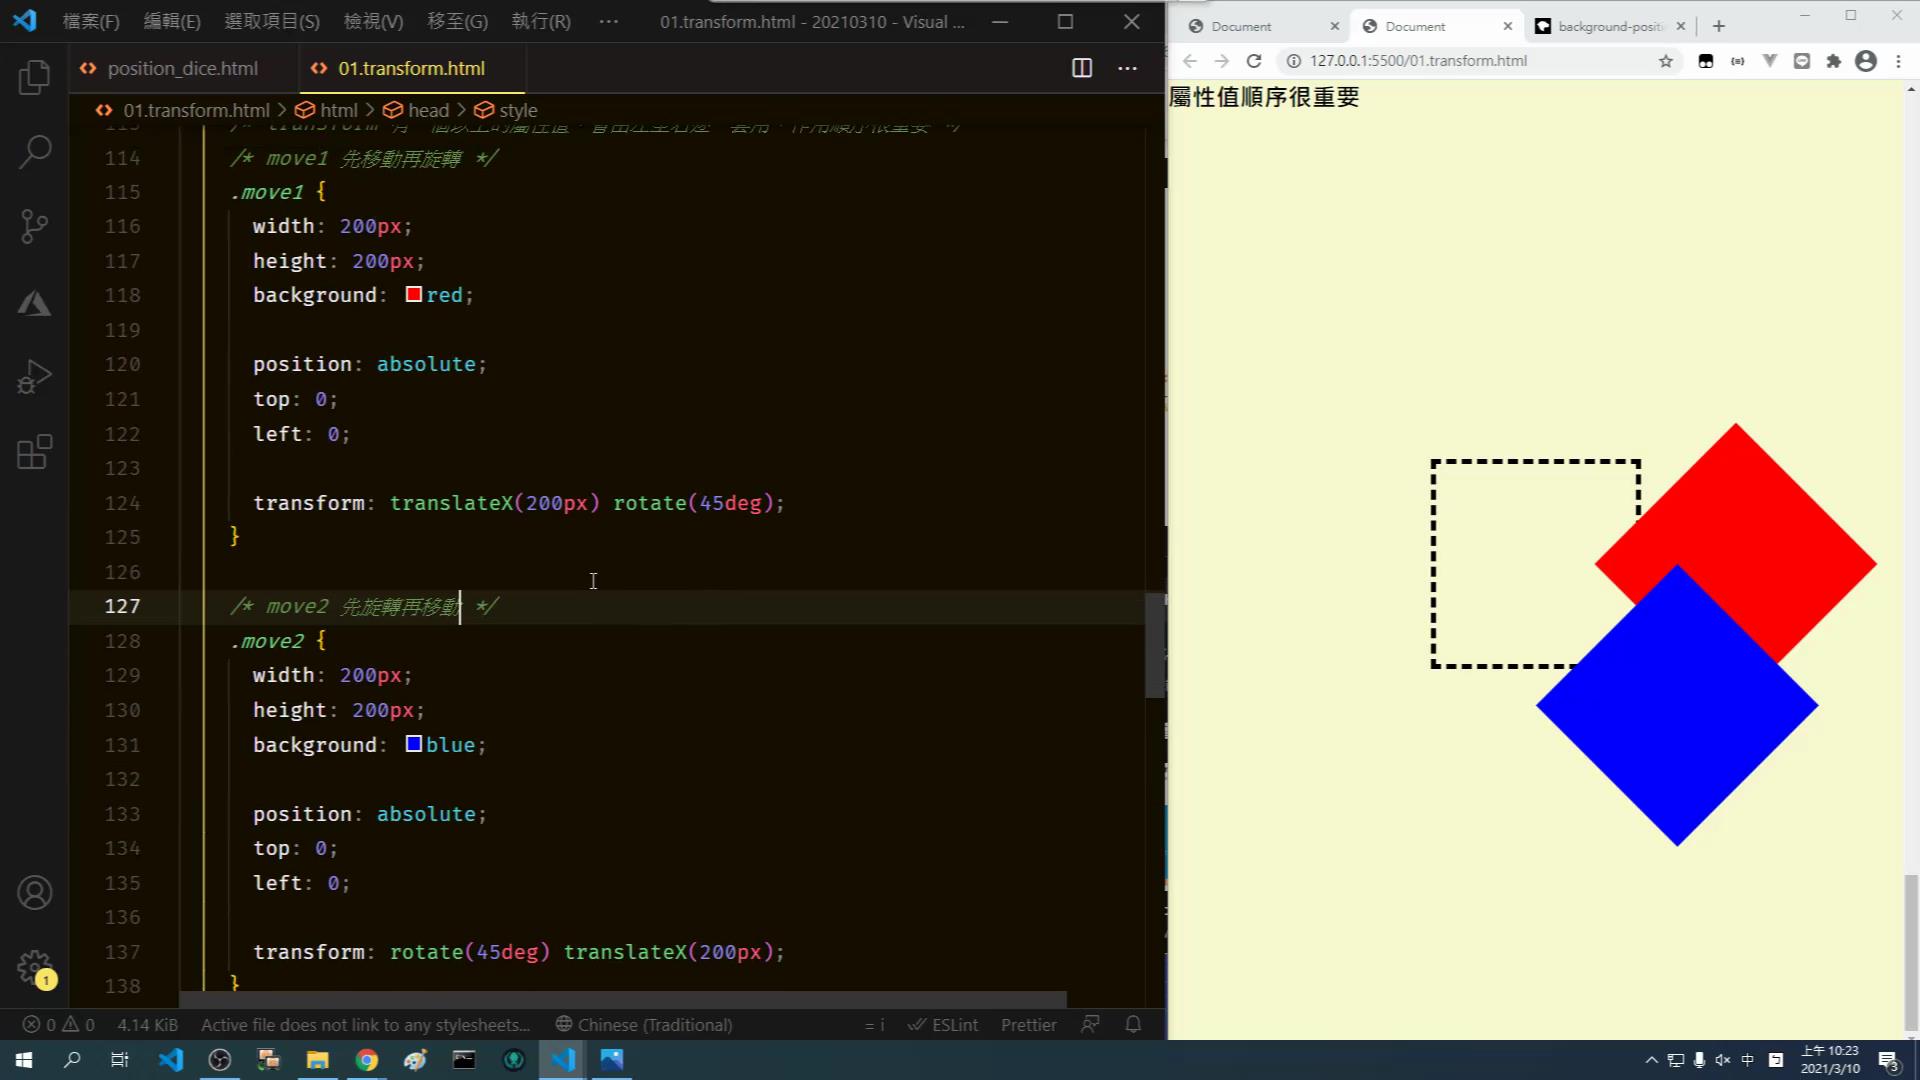 檔案(F) 編輯(E) 選取項目(S) 檢視(V) 移至(G) 執行(R) ··· 01.transform.html - 20210310 - Visual ...
position_dice.html 01.transform.html
01.transform.html > html > head > style
114 /* move1 先移動再旋轉 */
115 .move1 {
116 width: 200px;
117 height: 200px;
118 background: red;
119
120 position: absolute;
121 top: 0;
122 left: 0;
123
124 transform: translateX(200px) rotate(45deg);
125 }
126
127 /* move2 先旋轉再移動 */
128 .move2 {
129 width: 200px;
130 height: 200px;
131 background: blue;
132
133 position: absolute;
134 top: 0;
135 left: 0;
136
137 transform: rotate(45deg) translateX(200px);
138 }
1
0 0 4.14 KiB Active file does not link to any stylesheets... Chinese (Traditional) = i ESLint Prettier
Document Document background-positi
127.0.0.1:5500/01.transform.html
屬性值順序很重要
中 上午 10:23
2021/3/10
3